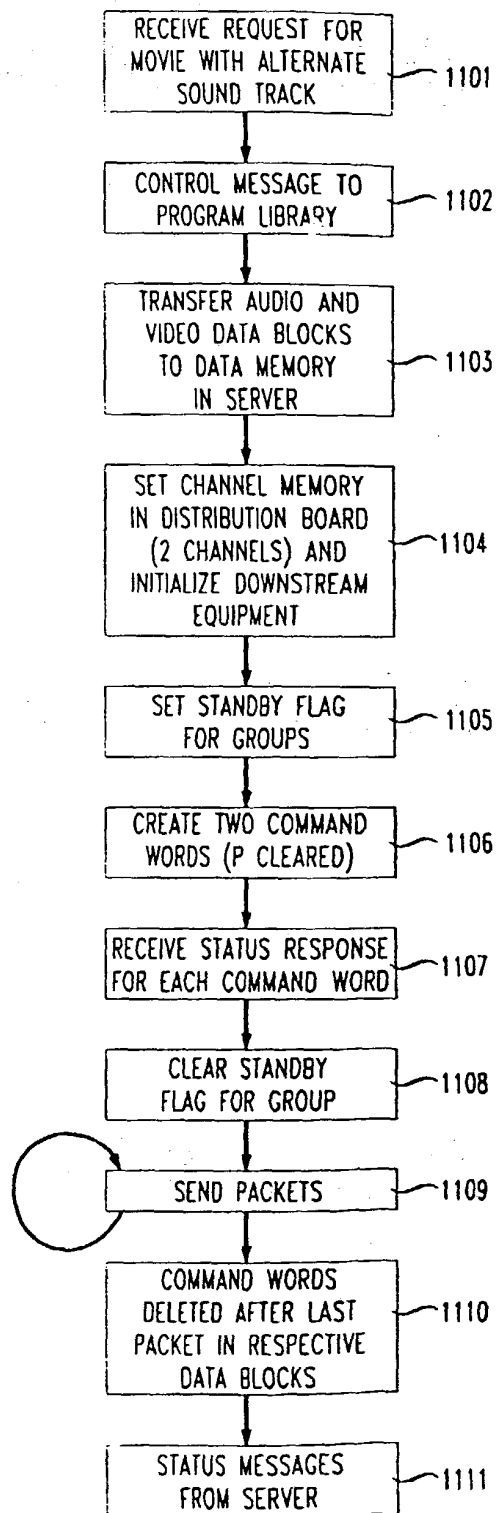 RECEIVE REQUEST FOR
MOVIE WITH ALTERNATE
SOUND TRACK
1101
CONTROL MESSAGE TO
PROGRAM LIBRARY
1102
TRANSFER AUDIO AND
VIDEO DATA BLOCKS
TO DATA MEMORY
IN SERVER
1103
SET CHANNEL MEMORY
IN DISTRIBUTION BOARD
(2 CHANNELS) AND
INITIALIZE DOWNSTREAM
EQUIPMENT
1104
SET STANDBY FLAG
FOR GROUPS
1105
CREATE TWO COMMAND
WORDS (P CLEARED)
1106
RECEIVE STATUS RESPONSE
FOR EACH COMMAND WORD
1107
CLEAR STANDBY
FLAG FOR GROUP
1108
SEND PACKETS
1109
COMMAND WORDS
DELETED AFTER LAST
PACKET IN RESPECTIVE
DATA BLOCKS
1110
STATUS MESSAGES
FROM SERVER
1111